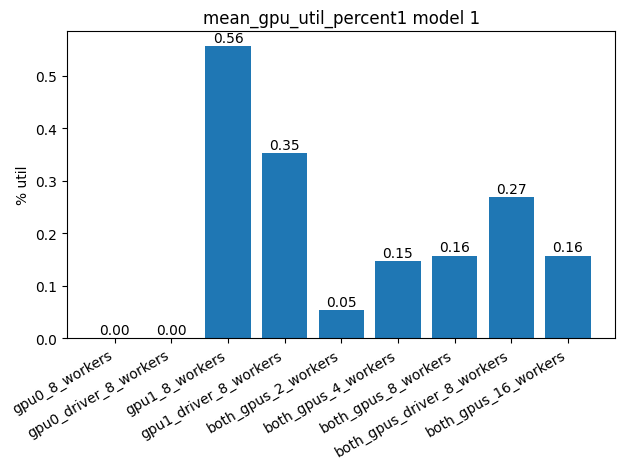 mean_gpu_util_percent1 model 1
% util
0.5
0.4
0.3
0.2
0.1
0.0
0.00
0.00
0.56
0.35
0.05
0.15
0.16
0.27
0.16
gpu0_8_workers
gpu0_driver_8_workers
gpu1_8_workers
gpu1_driver_8_workers
both_gpus_2_workers
both_gpus_4_workers
both_gpus_8_workers
both_gpus_driver_8_workers
both_gpus_16_workers